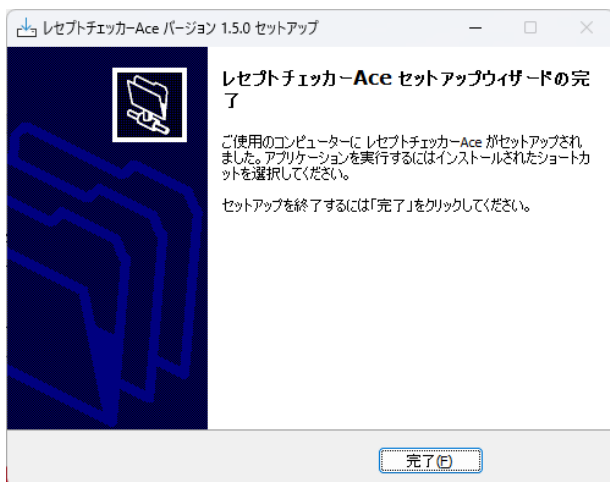 レセプトチェッカーAce バージョン 1.5.0 セットアップ
レセプトチェッカーAce セットアップウィザードの完
了
ご使用のコンピューターに レセプトチェッカーAce がセットアップされ
ました。アプリケーションを実行するにはインストールされたショートカ
ットを選択してください。
セットアップを終了するには「完了」をクリックしてください。
完了(F)